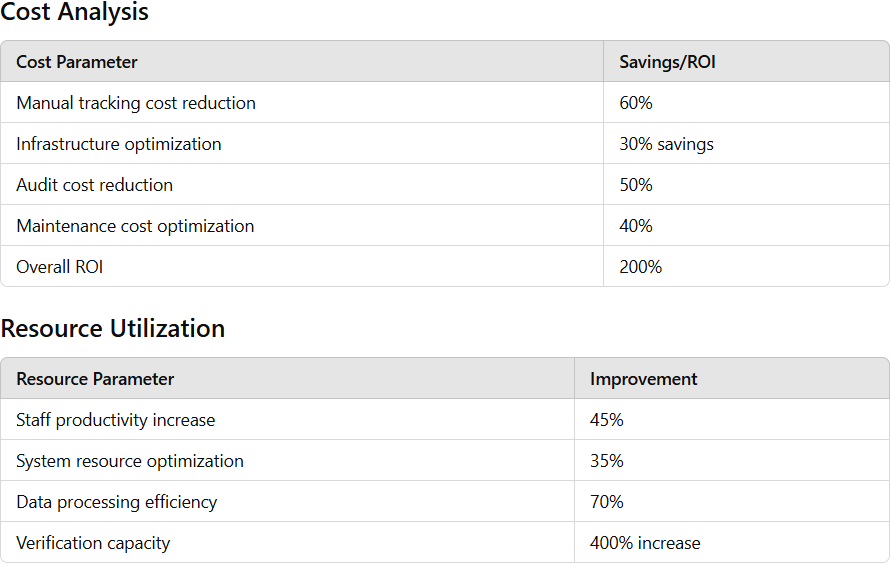 Cost Analysis
Cost Parameter Savings/ROI
Manual tracking cost reduction 60%
Infrastructure optimization 30% savings
Audit cost reduction 50%
Maintenance cost optimization 40%
Overall ROI 200%
Resource Utilization
Resource Parameter Improvement
Staff productivity increase 45%
System resource optimization 35%
Data processing efficiency 70%
Verification capacity 400% increase